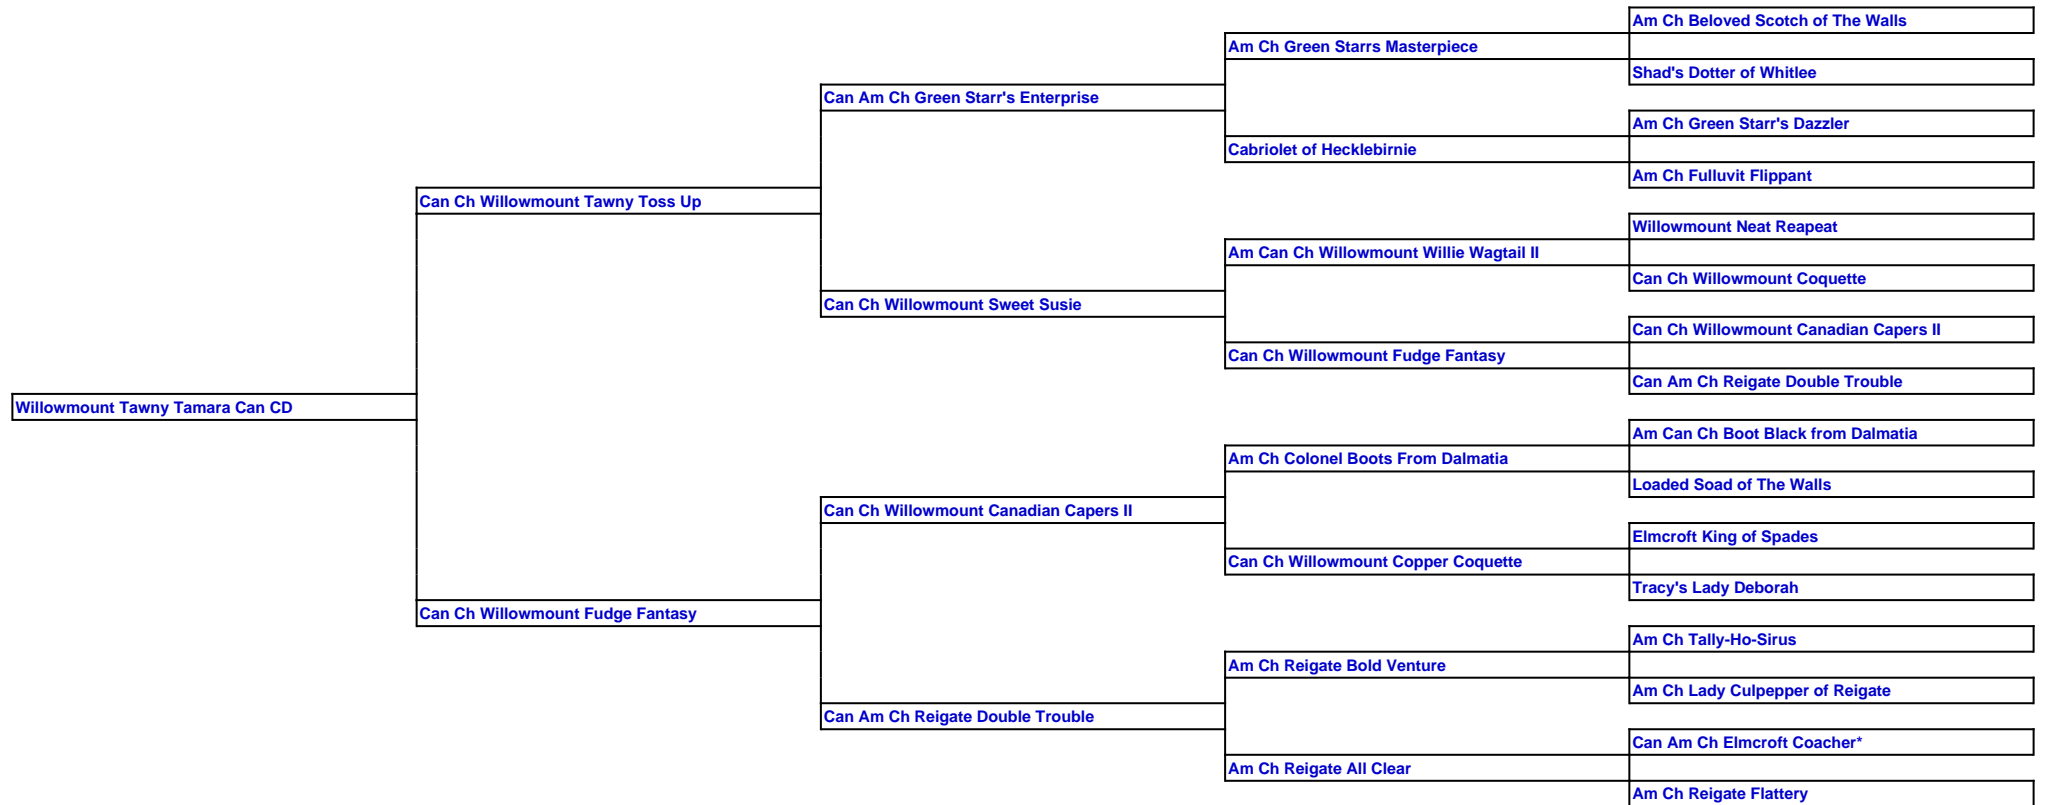 Am Ch Beloved Scotch of The Walls
Am Ch Green Starrs Masterpiece
Shad's Dotter of Whitlee
Can Am Ch Green Starr's Enterprise
Am Ch Green Starr's Dazzler
Cabriolet of Hecklebirnie
Am Ch Fulluvit Flippant
Can Ch Willowmount Tawny Toss Up
Willowmount Neat Reapeat
Am Can Ch Willowmount Willie Wagtail II
Can Ch Willowmount Coquette
Can Ch Willowmount Sweet Susie
Can Ch Willowmount Canadian Capers II
Can Ch Willowmount Fudge Fantasy
Can Am Ch Reigate Double Trouble
Willowmount Tawny Tamara Can CD
Am Can Ch Boot Black from Dalmatia
Am Ch Colonel Boots From Dalmatia
Loaded Soad of The Walls
Can Ch Willowmount Canadian Capers II
Elmcroft King of Spades
Can Ch Willowmount Copper Coquette
Tracy's Lady Deborah
Can Ch Willowmount Fudge Fantasy
Am Ch Tally-Ho-Sirus
Am Ch Reigate Bold Venture
Am Ch Lady Culpepper of Reigate
Can Am Ch Reigate Double Trouble
Can Am Ch Elmcroft Coacher*
Am Ch Reigate All Clear
Am Ch Reigate Flattery